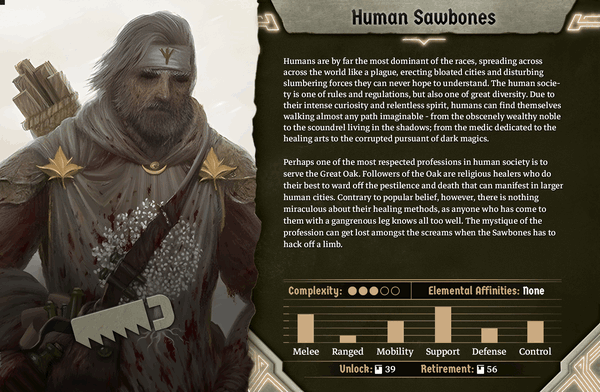 Human Sawbones
Humans are by far the most dominant of the races, spreading across
across the world like a plague, erecting bloated cities and disturbing
slumbering forces they can never hope to understand. The human socie-
ty is one of rules and regulations, but also one of great diversity. Due to
their intense curiosity and relentless spirit, humans can find themselves
walking almost any path imaginable - from the obscenely wealthy noble
to the scoundrel living in the shadows; from the medic dedicated to the
healing arts to the corrupted pursuant of dark magics.
Perhaps one of the most respected professions in human society is to
serve the Great Oak. Followers of the Oak are religious healers who do
their best to ward off the pestilence and death that can manifest in larger
human cities. Contrary to popular belief, however, there is nothing
miraculous about their healing methods, as anyone who has come to
them with a gangrenous leg knows all too well. The mystique of the
profession can get lost amongst the screams when the Sawbones has to
hack off a limb.
Complexity: Elemental Affinities: None
Melee Ranged Mobility Support Defense Control
Unlock: 39 Retirement: 56